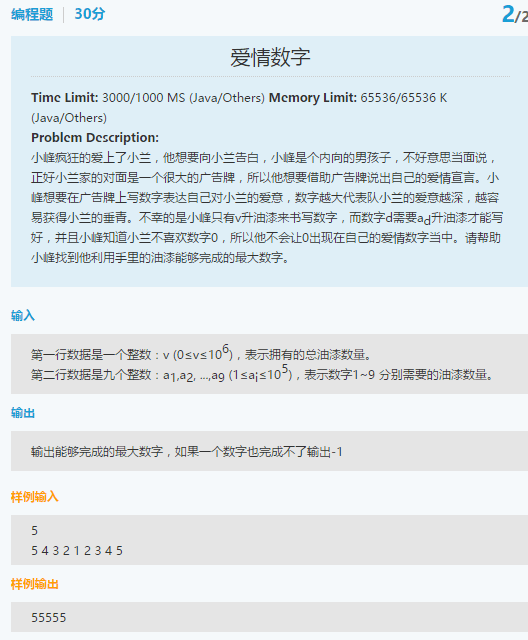 编程题 | 30分 2/2
爱情数字
Time Limit: 3000/1000 MS (Java/Others) Memory Limit: 65536/65536 K
(Java/Others)
Problem Description:
小峰疯狂的爱上了小兰，他想要向小兰告白，小峰是个内向的男孩子，不好意思当面说，
正好小兰家的对面是一个很大的广告牌，所以他想要借助广告牌说出自己的爱情宣言。小
峰想要在广告牌上写数字表达自己对小兰的爱意，数字越大代表队小兰的爱意越深，越容
易获得小兰的垂青。不幸的是小峰只有v升油漆来书写数字，而数字d需要ad升油漆才能写
好，并且小峰知道小兰不喜欢数字0，所以他不会让0出现在自己的爱情数字当中。请帮助
小峰找到他利用手里的油漆能够完成的最大数字。
输入
第一行数据是一个整数：v (0≤v≤10^6)，表示拥有的总油漆数量。
第二行数据是九个整数：a1,a2, ...,a9 (1≤ai≤10^5)，表示数字1~9 分别需要的油漆数量。
输出
输出能够完成的最大数字，如果一个数字也完成不了输出-1
样例输入
5
5 4 3 2 1 2 3 4 5
样例输出
55555